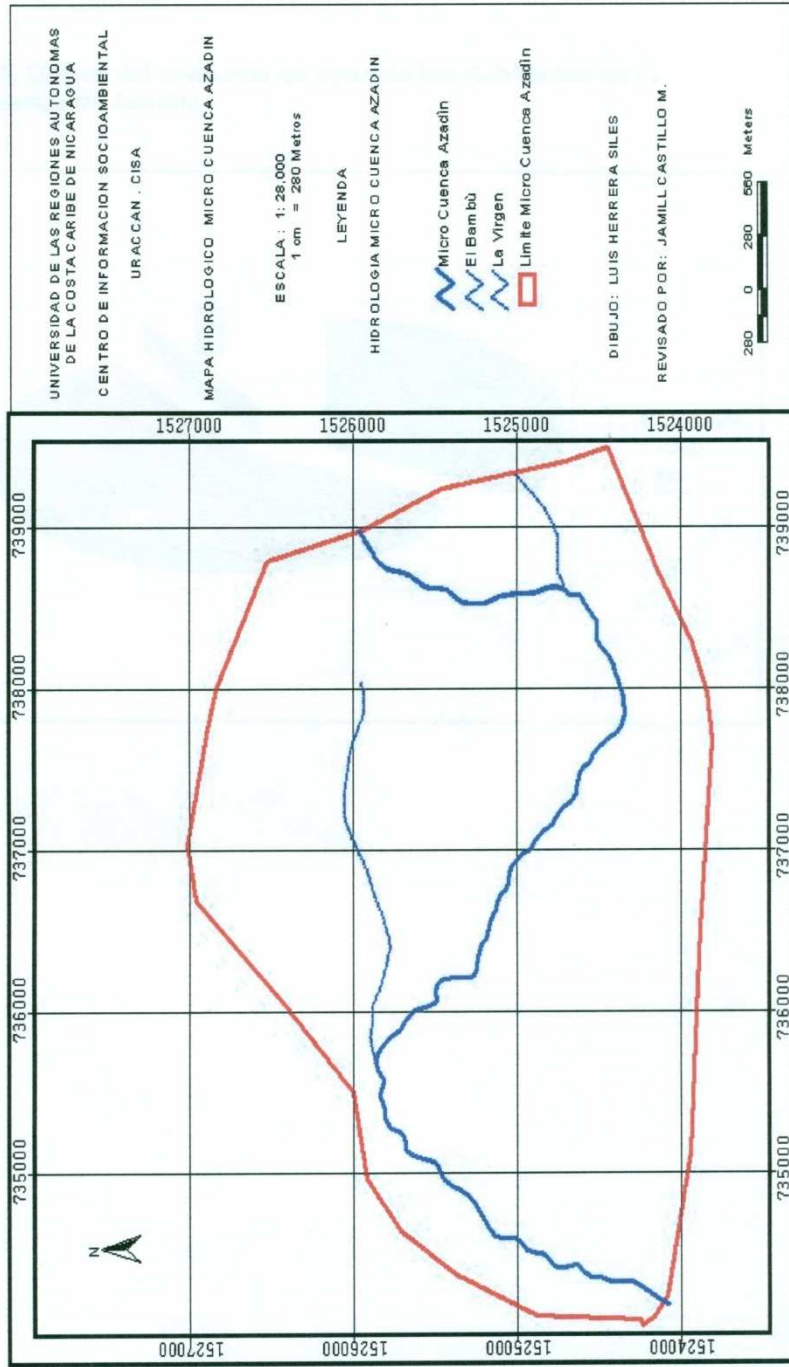 UNIVERSIDAD DE LAS REGIONES AUTONOMAS
DE LA COSTA CARIBE DE NICARAGUA
CENTRO DE INFORMACION SOCIOAMBIENTAL
URACCAN . CISA
MAPA HIDROLOGICO MICRO CUENCA AZADIN
ESCALA : 1: 28,000
1 cm = 280 Metros
LEYENDA
HIDROLOGIA MICRO CUENCA AZADIN
Micro Cuenca Azadìn
El Bambù
La Virgen
Limite Micro Cuenca Azadìn
DIBUJO: LUIS HERRERA SILES
REVISADO POR: JAMILL CASTILLO M.
280 0 280 560 Meters
N
735000 736000 737000 738000 739000
1527000 1527000
1526000 1526000
1525000 1525000
1524000 1524000
735000 736000 737000 738000 739000